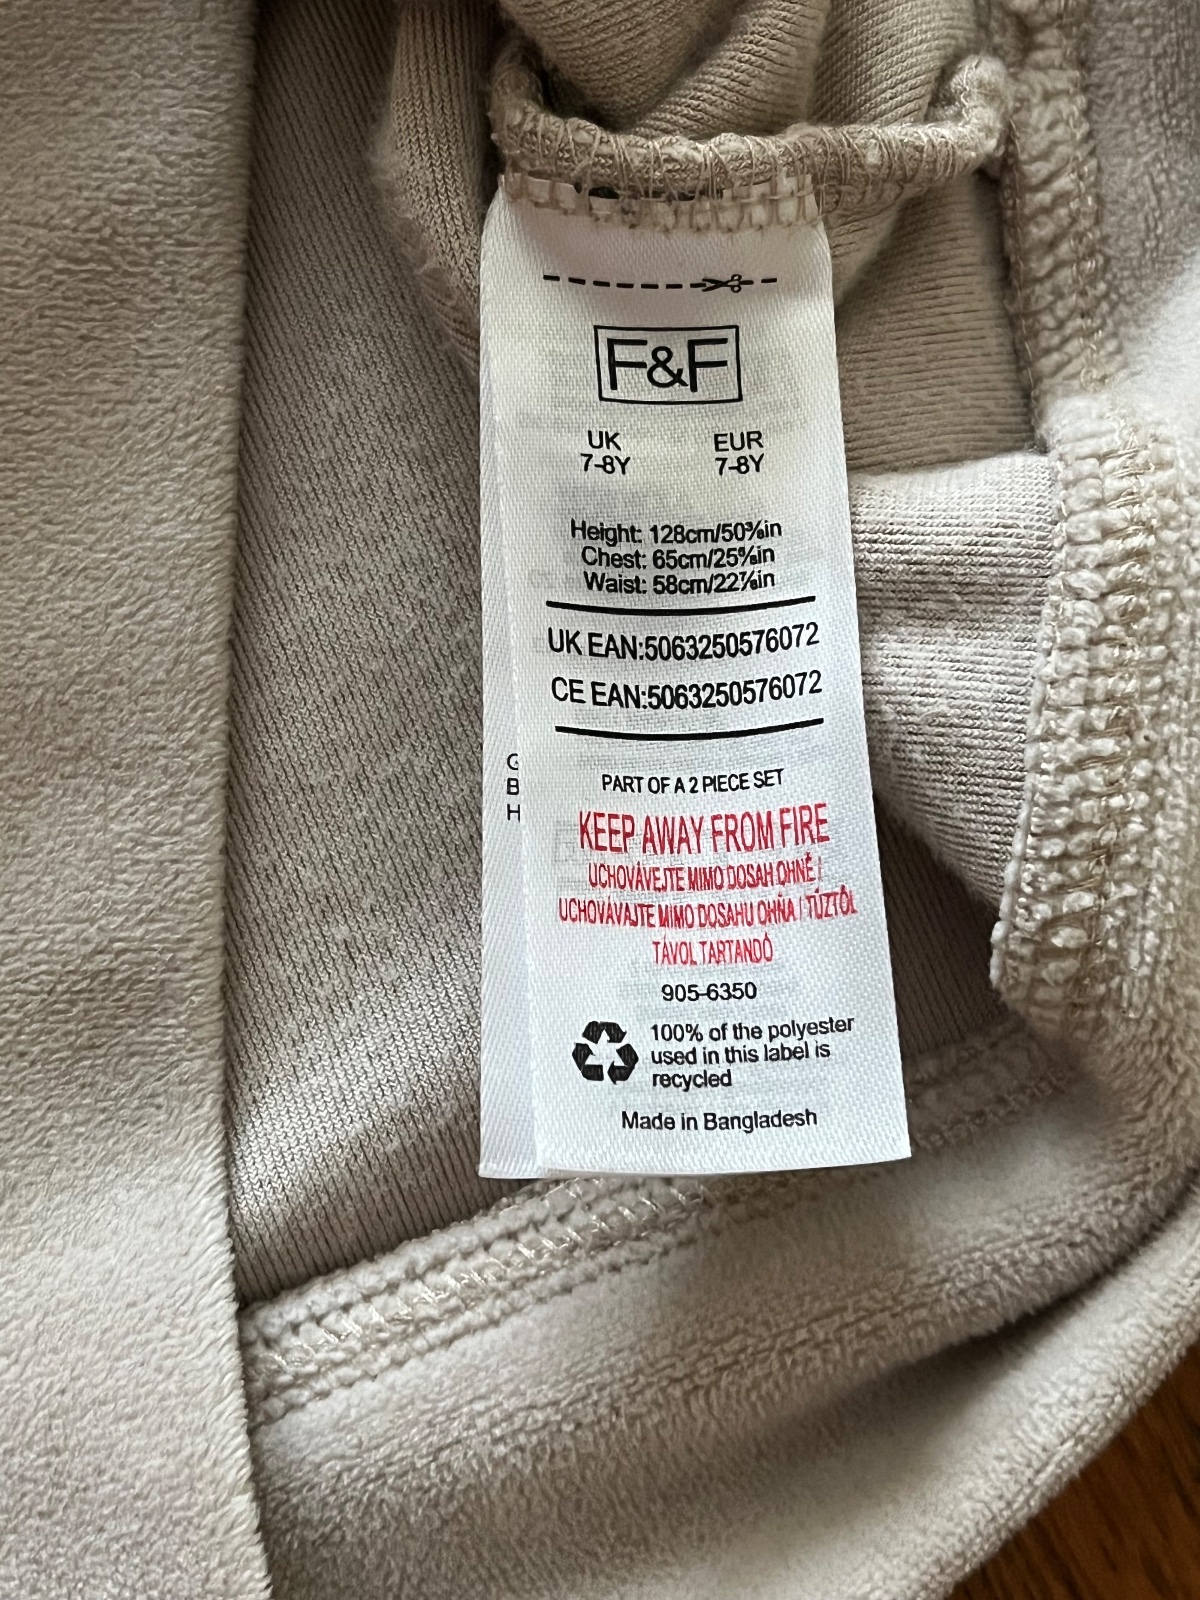 F&F
UK EUR
7-8Y 7-8Y
Height: 128cm/50⅜in
Chest: 65cm/25⅝in
Waist: 58cm/22⅞in
UK EAN:5063250576072
CE EAN:5063250576072
G
B
H
PART OF A 2 PIECE SET
KEEP AWAY FROM FIRE
UCHOVÁVEJTE MIMO DOSAH OHNĚ /
UCHOVÁVAJTE MIMO DOSAHU OHŇA / TŰZTŐL
TÁVOL TARTANDÓ
905-6350
100% of the polyester
used in this label is
recycled
Made in Bangladesh